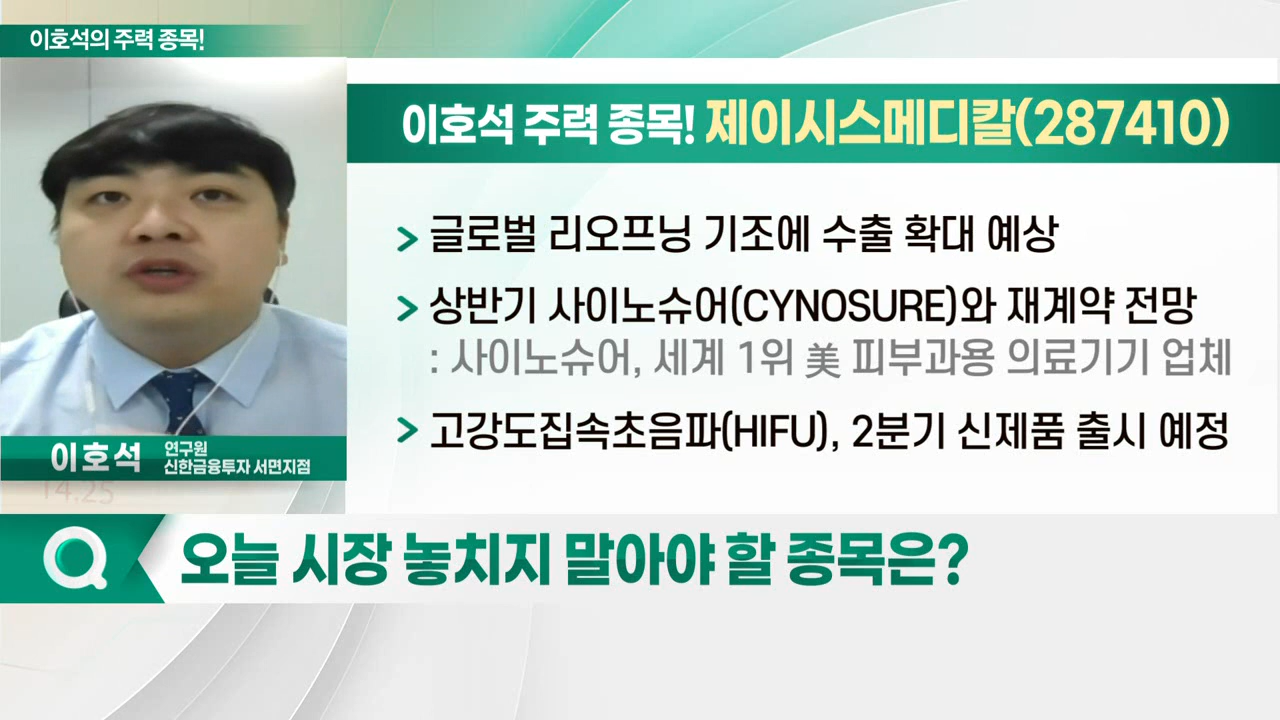 이호석의 주력 종목!
이호석 주력 종목! 제이시스메디칼(287410)
> 글로벌 리오프닝 기조에 수출 확대 예상
> 상반기 사이노슈어(CYNOSURE)와 재계약 전망
: 사이노슈어, 세계 1위 美 피부과용 의료기기 업체
> 고강도집속초음파(HIFU), 2분기 신제품 출시 예정
이호석 연구원
신한금융투자 서면지점
14:25
Q 오늘 시장 놓치지 말아야 할 종목은?